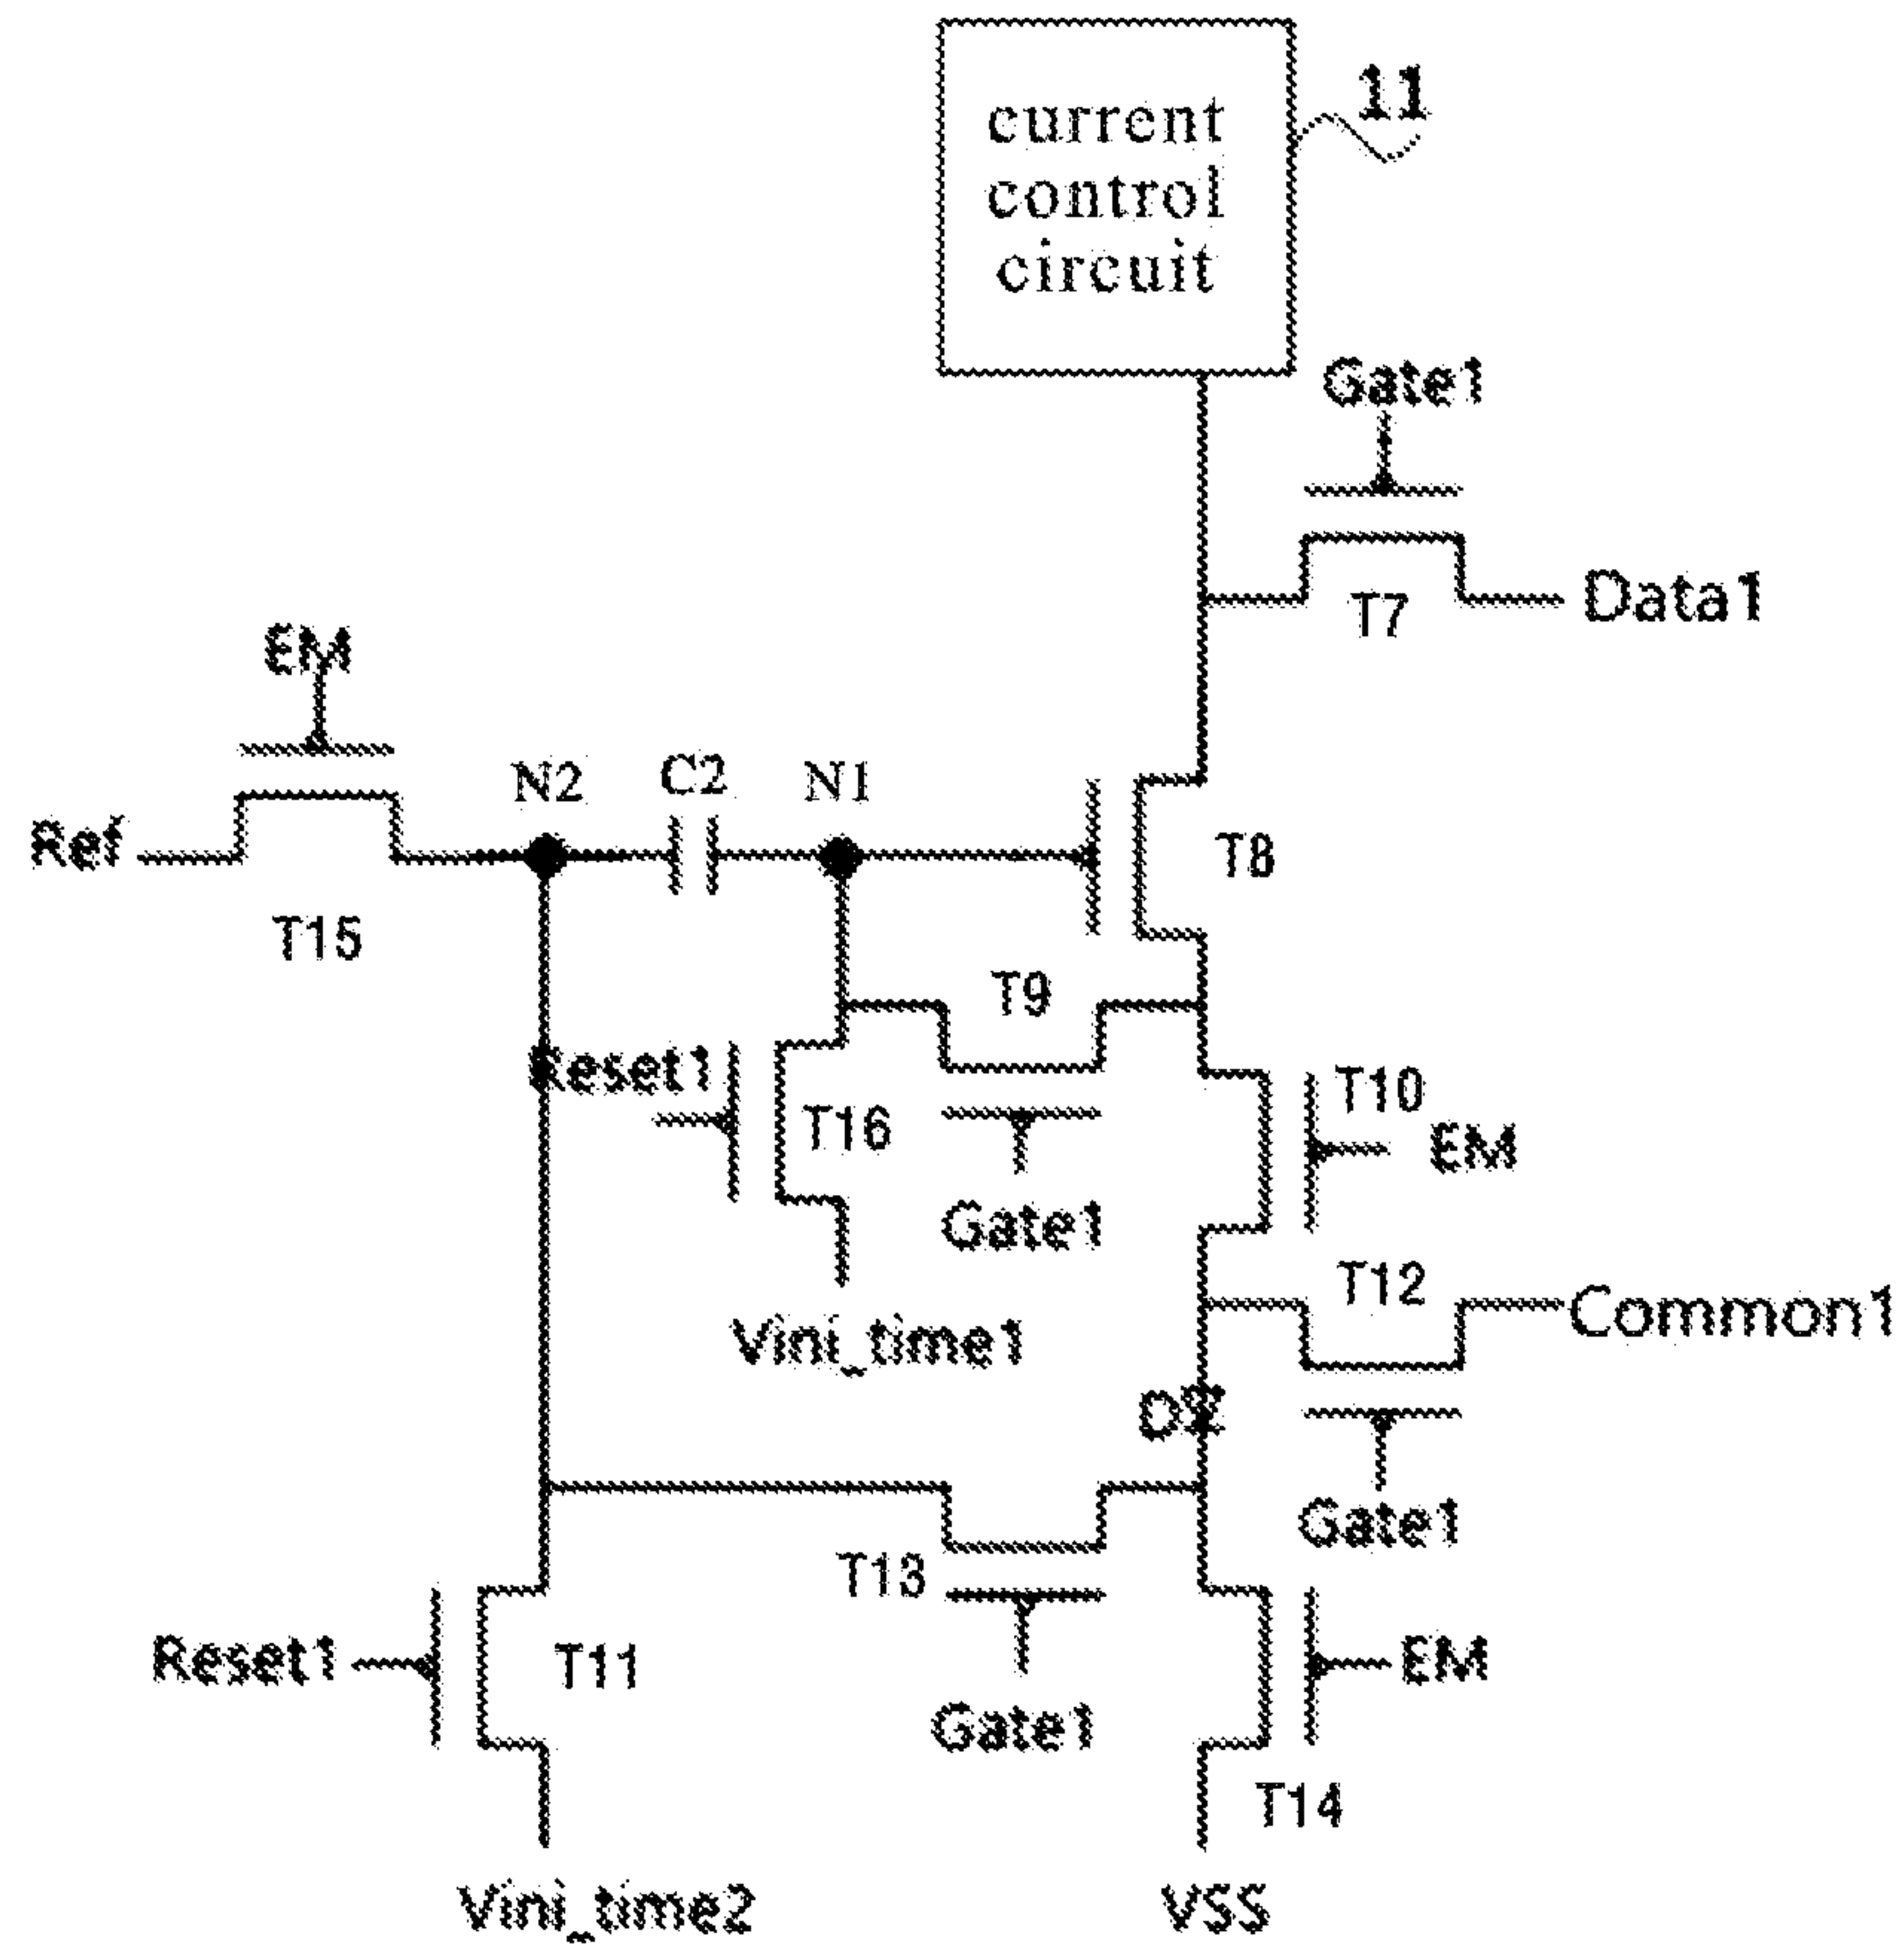 current
control
circuit
11
Gate1
T7
Data1
EM
Ref
T15
N2
C2
N1
T8
T9
Reset1
T16
Gate1
T10
EM
Vini_time1
T12
Common1
Gate1
T13
Gate1
Reset1
T11
EM
T14
Vini_time2
VSS